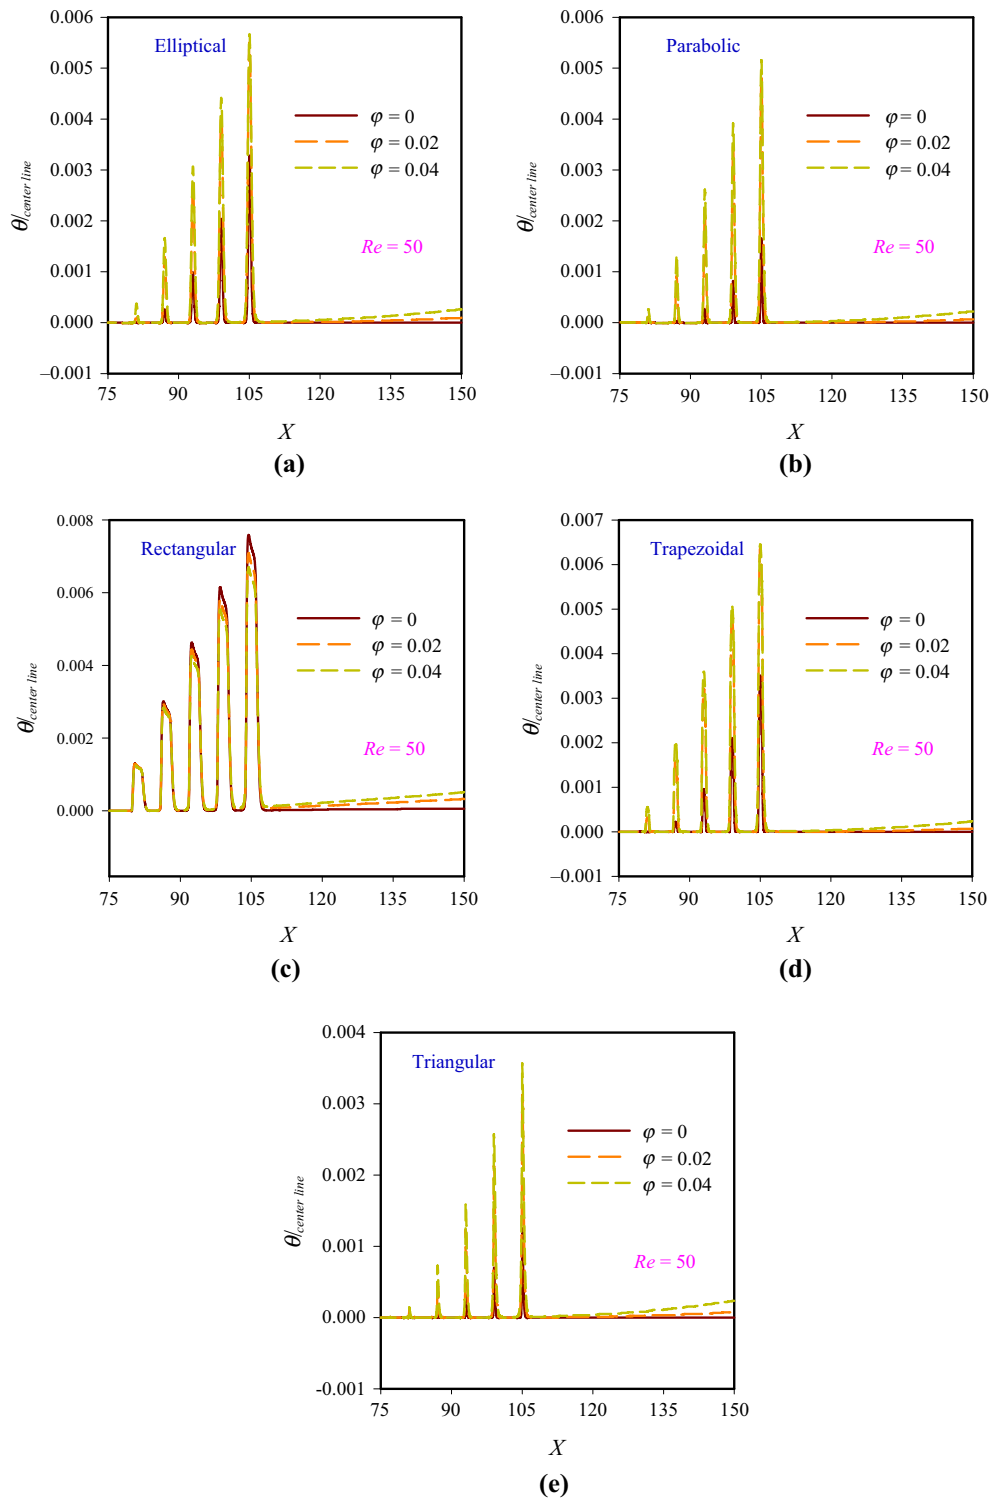 0.006
0.005
0.004
0.003
0.002
0.001
0.000
–0.001
75 90 105 120 135 150
θ/center line
X
Elliptical
φ = 0
φ = 0.02
φ = 0.04
Re = 50
(a)
0.006
0.005
0.004
0.003
0.002
0.001
0.000
–0.001
75 90 105 120 135 150
θ/center line
X
Parabolic
φ = 0
φ = 0.02
φ = 0.04
Re = 50
(b)
0.008
0.006
0.004
0.002
0.000
75 90 105 120 135 150
θ/center line
X
Rectangular
φ = 0
φ = 0.02
φ = 0.04
Re = 50
(c)
0.007
0.006
0.005
0.004
0.003
0.002
0.001
0.000
–0.001
75 90 105 120 135 150
θ/center line
X
Trapezoidal
φ = 0
φ = 0.02
φ = 0.04
Re = 50
(d)
0.004
0.003
0.002
0.001
0.000
-0.001
75 90 105 120 135 150
θ/center line
X
Triangular
φ = 0
φ = 0.02
φ = 0.04
Re = 50
(e)